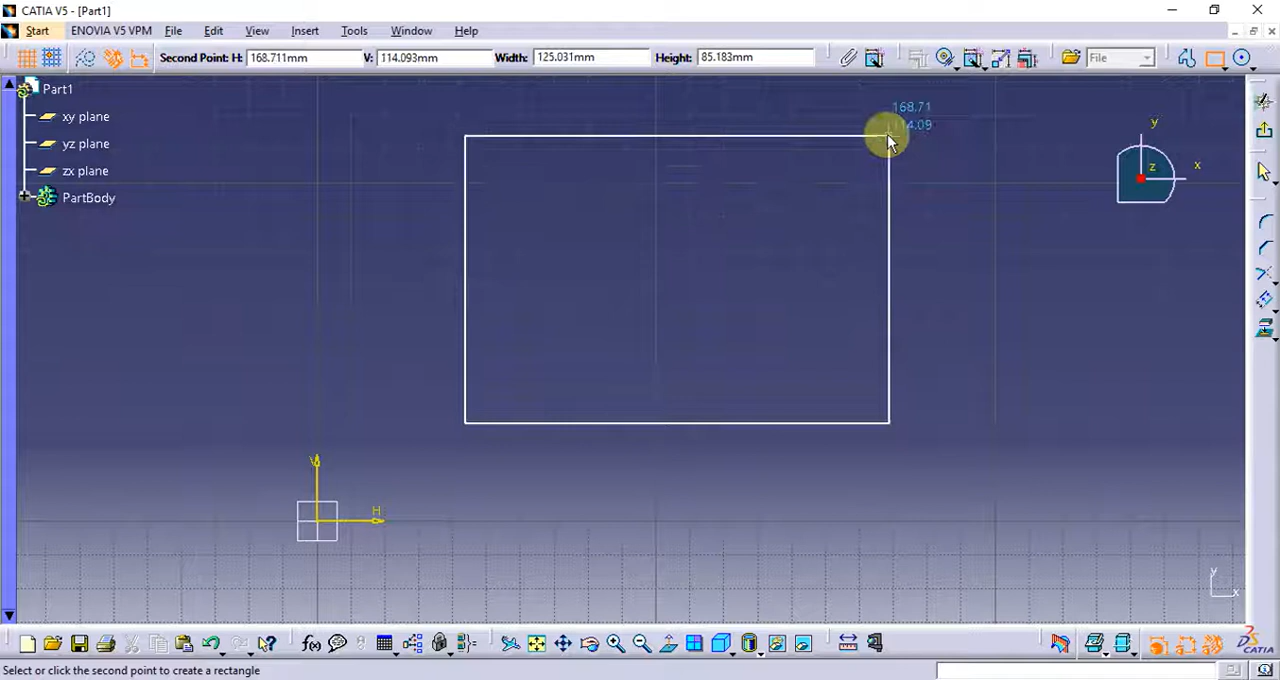 CATIA V5 - [Part1]
Start ENOVIA V5 VPM File Edit View Insert Tools Window Help
Second Point: H: 168.711mm V: 114.093mm Width: 125.031mm Height: 85.183mm File
Part1
xy plane
yz plane
zx plane
PartBody
168.71
114.09
y
x
z
V
H
y
x
f(x)
CATIA
Select or click the second point to create a rectangle